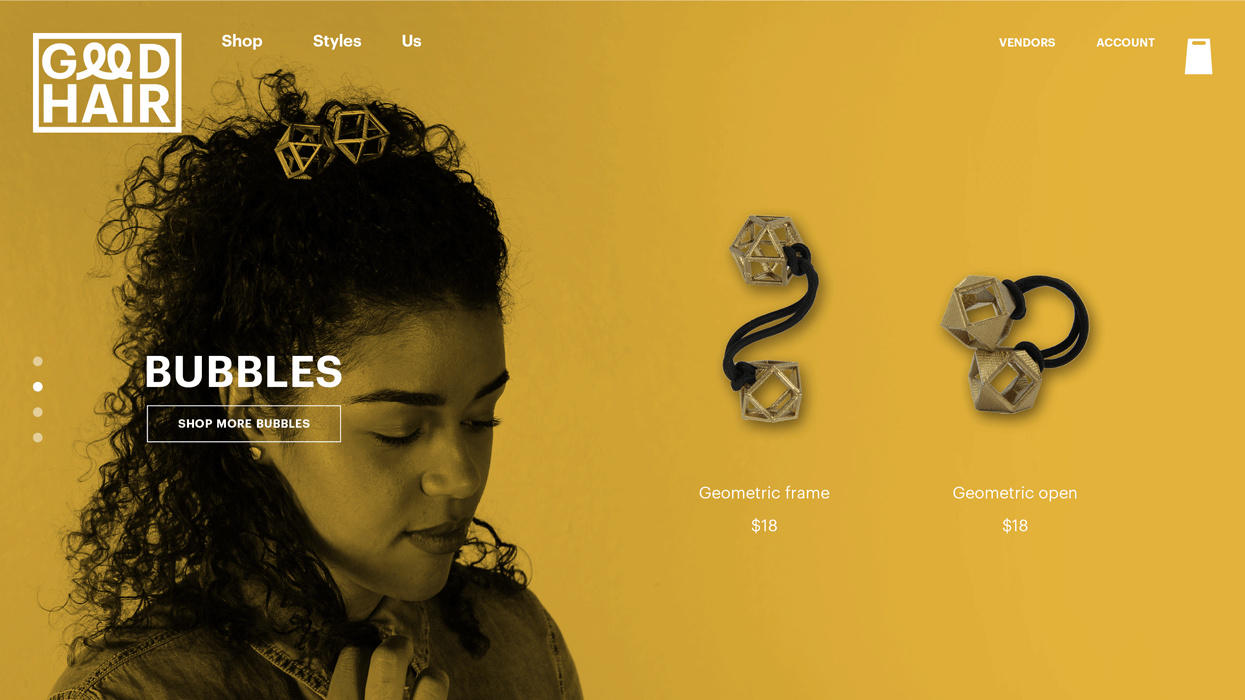 GOOD
HAIR
Shop
Styles
Us
VENDORS
ACCOUNT
BUBBLES
SHOP MORE BUBBLES
Geometric frame
$18
Geometric open
$18